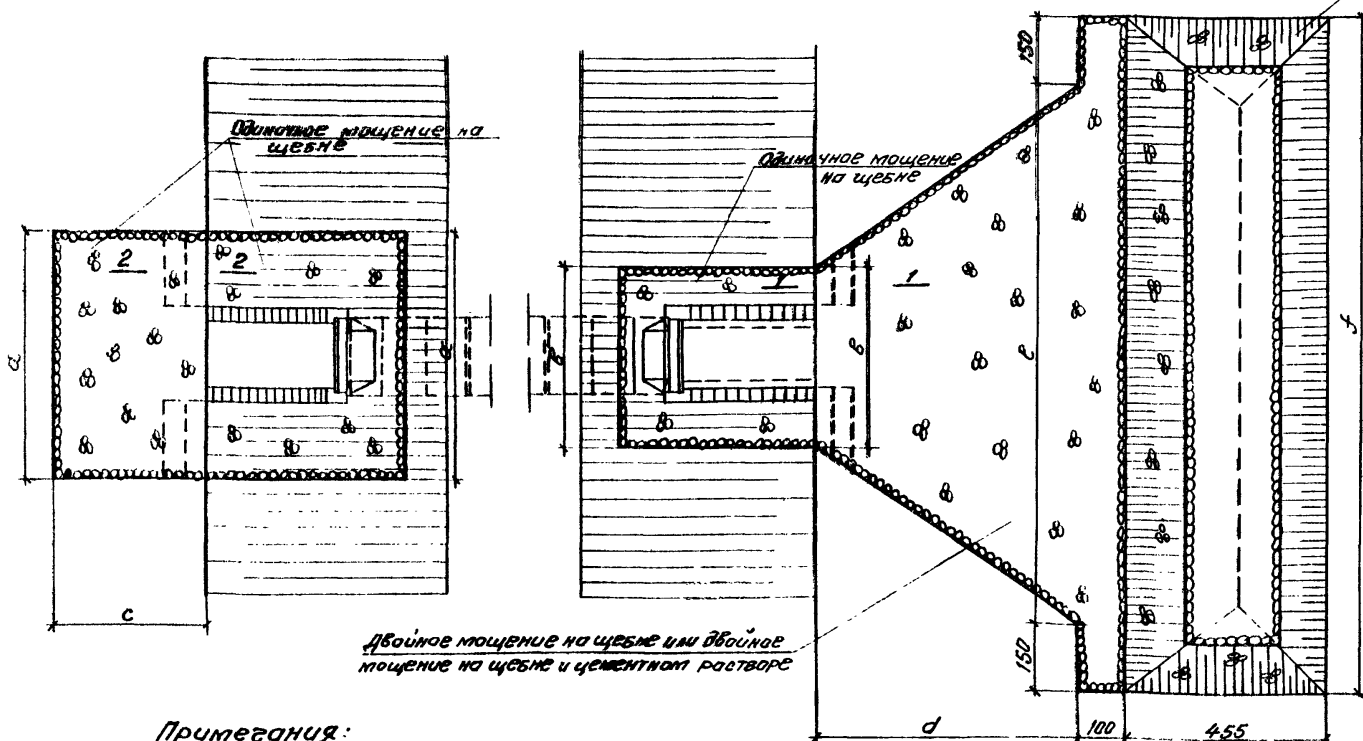 150
Одиночное мощение на
щебне
Одиночное мощение
на щебне
2
2
1
1
a
a
в
в
e
f
c
Двойное мощение на щебне или двойное
мощение на щебне и цементном растворе
150
d
100
455
Примечания: